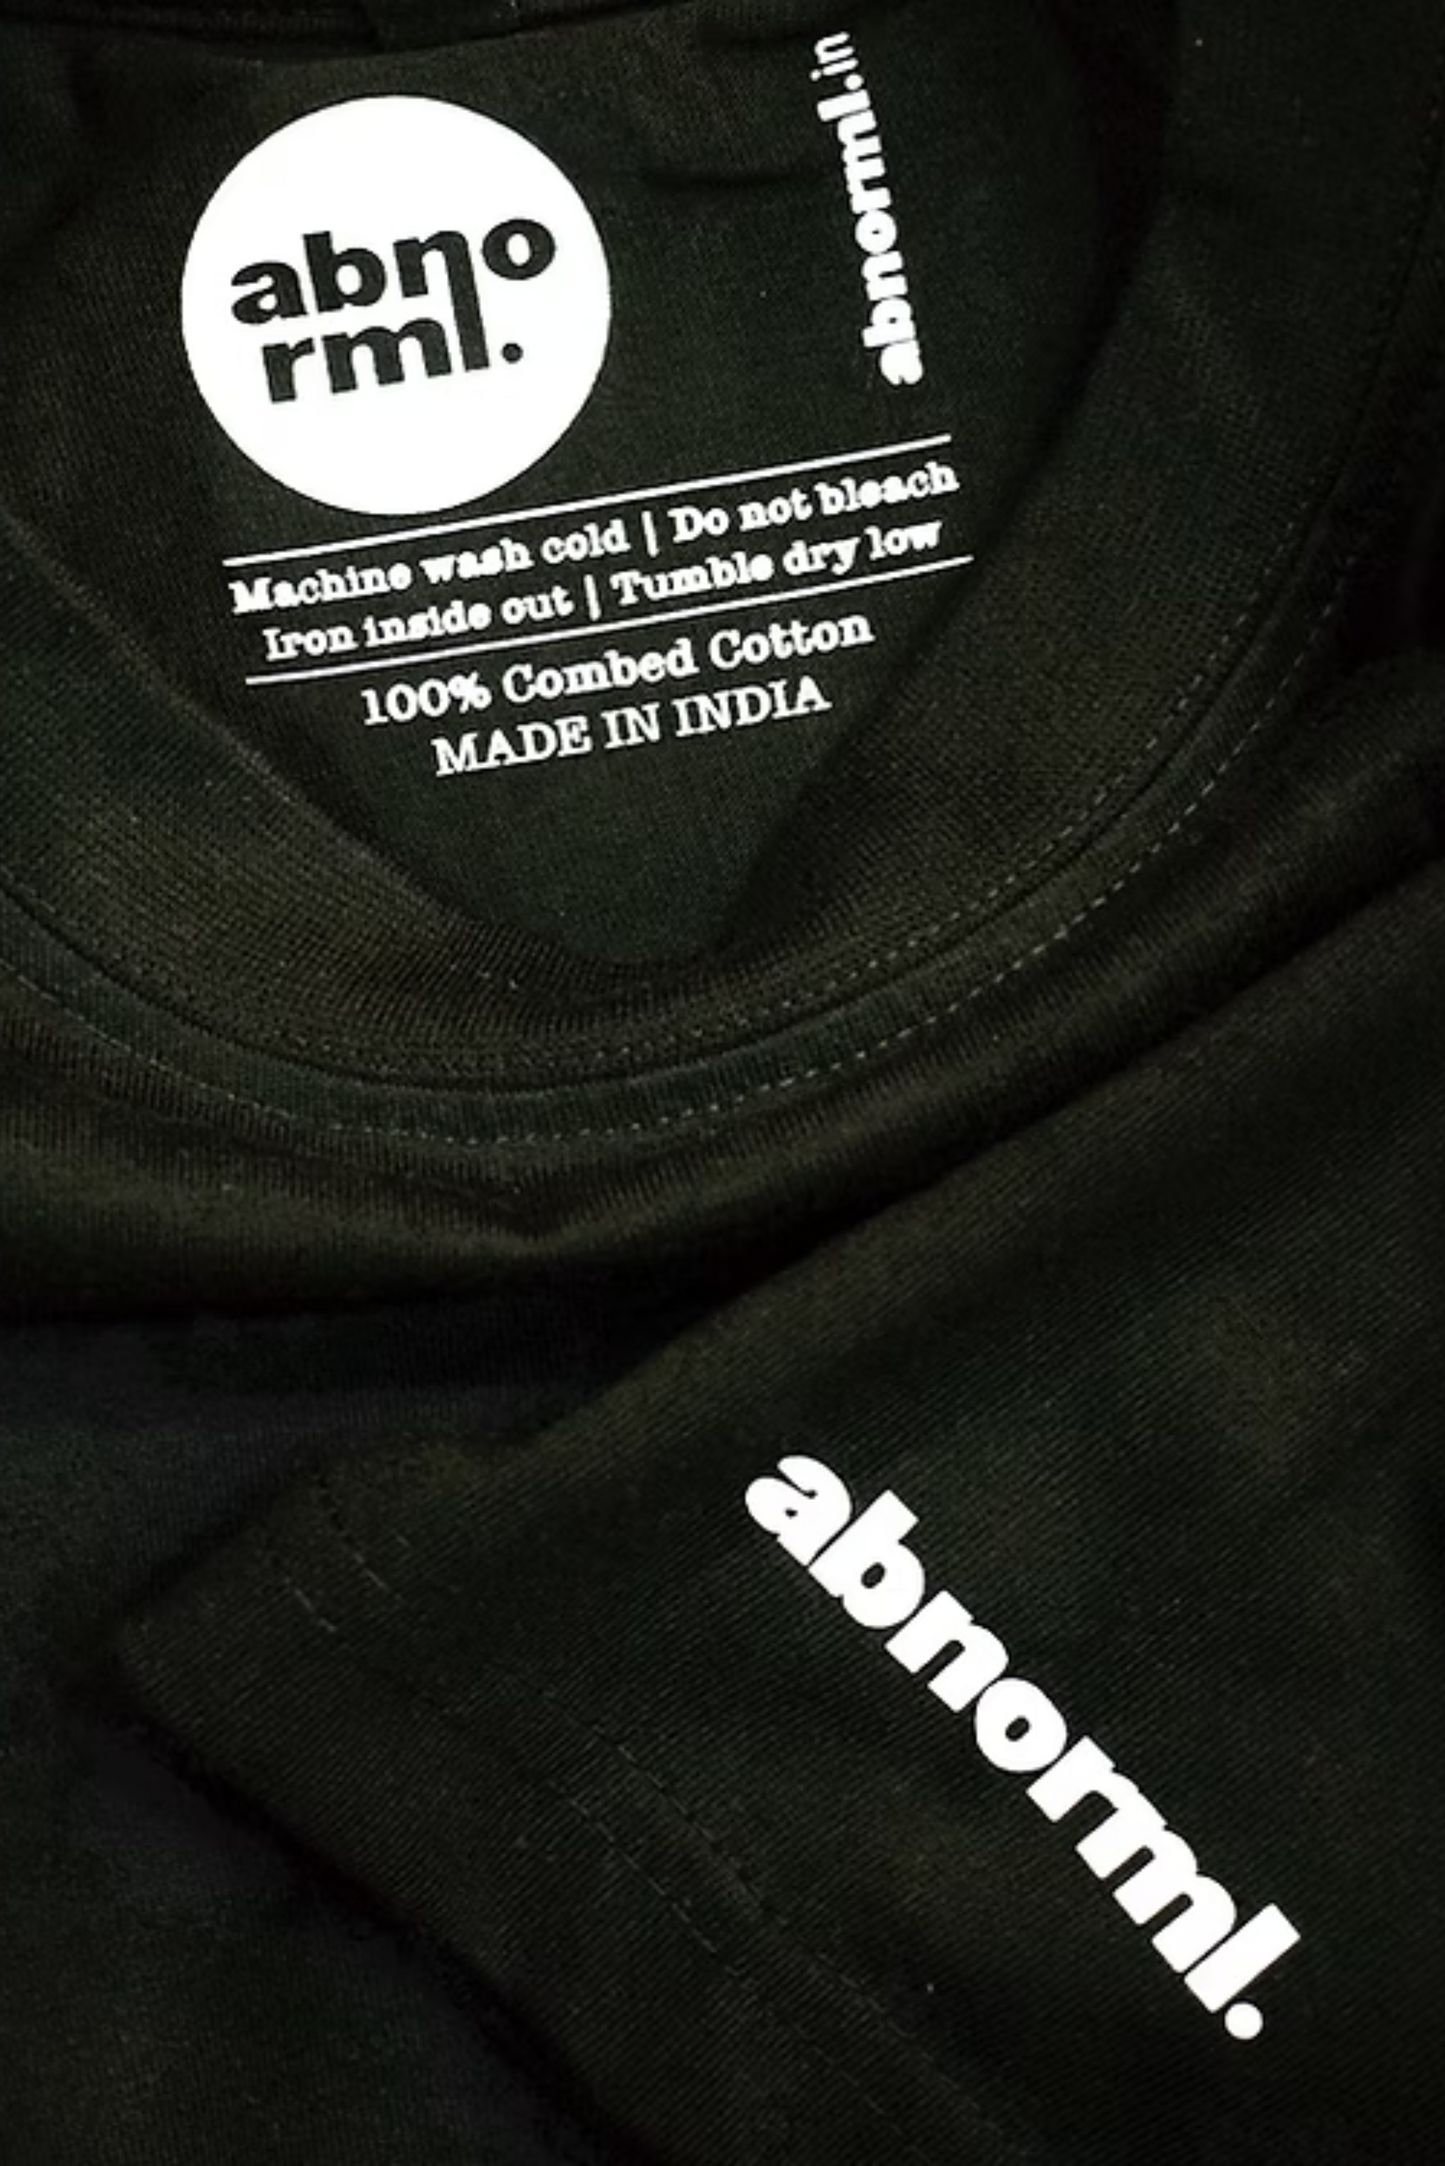 abno
rml.
abnorml.in
Machine wash cold | Do not bleach
Iron inside out | Tumble dry low
100% Combed Cotton
MADE IN INDIA
abnorml.